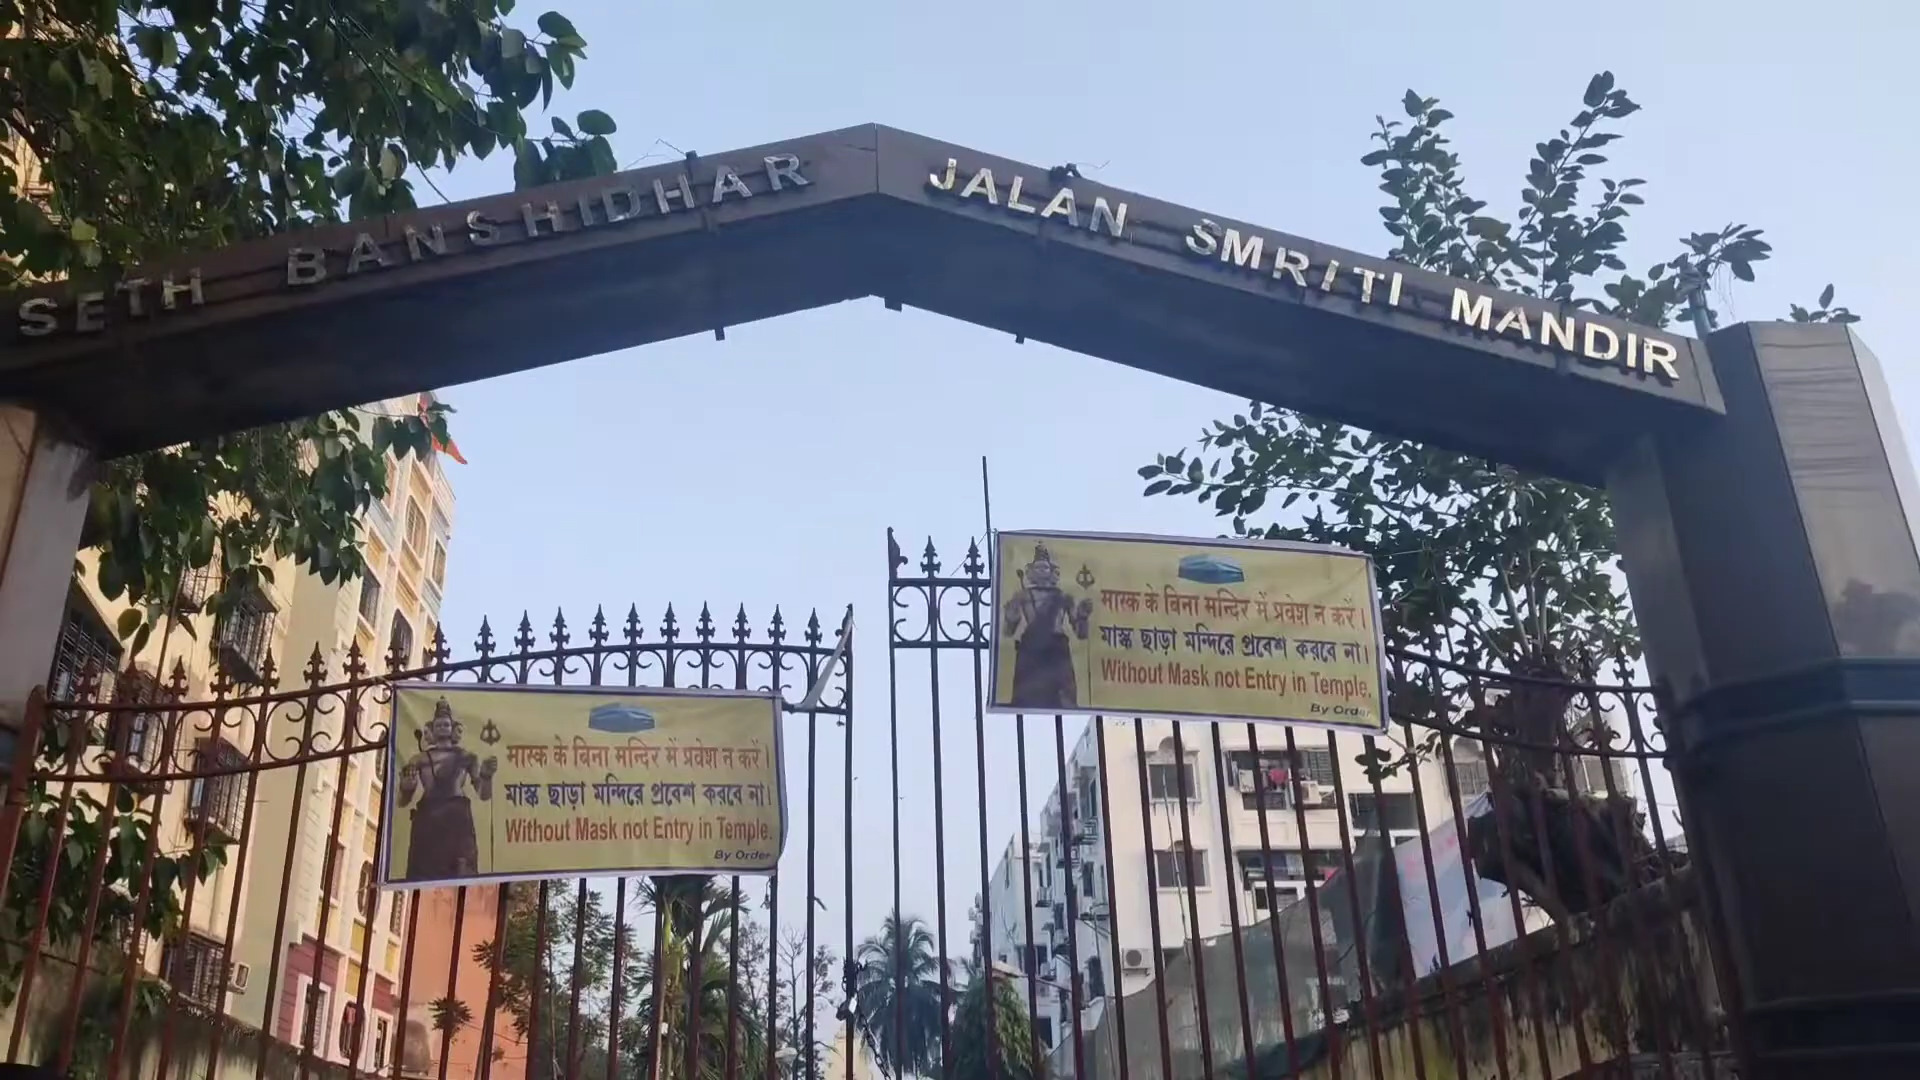 SETH BANSHIDHAR JALAN SMRITI MANDIR
मास्क के बिना मन्दिर में प्रवेश न करें।
মাস্ক ছাড়া মন্দিরে প্রবেশ করবে না।
Without Mask not Entry in Temple.
By Order
मास्क के बिना मन्दिर में प्रवेश न करें।
মাস্ক ছাড়া মন্দিরে প্রবেশ করবে না।
Without Mask not Entry in Temple.
By Order